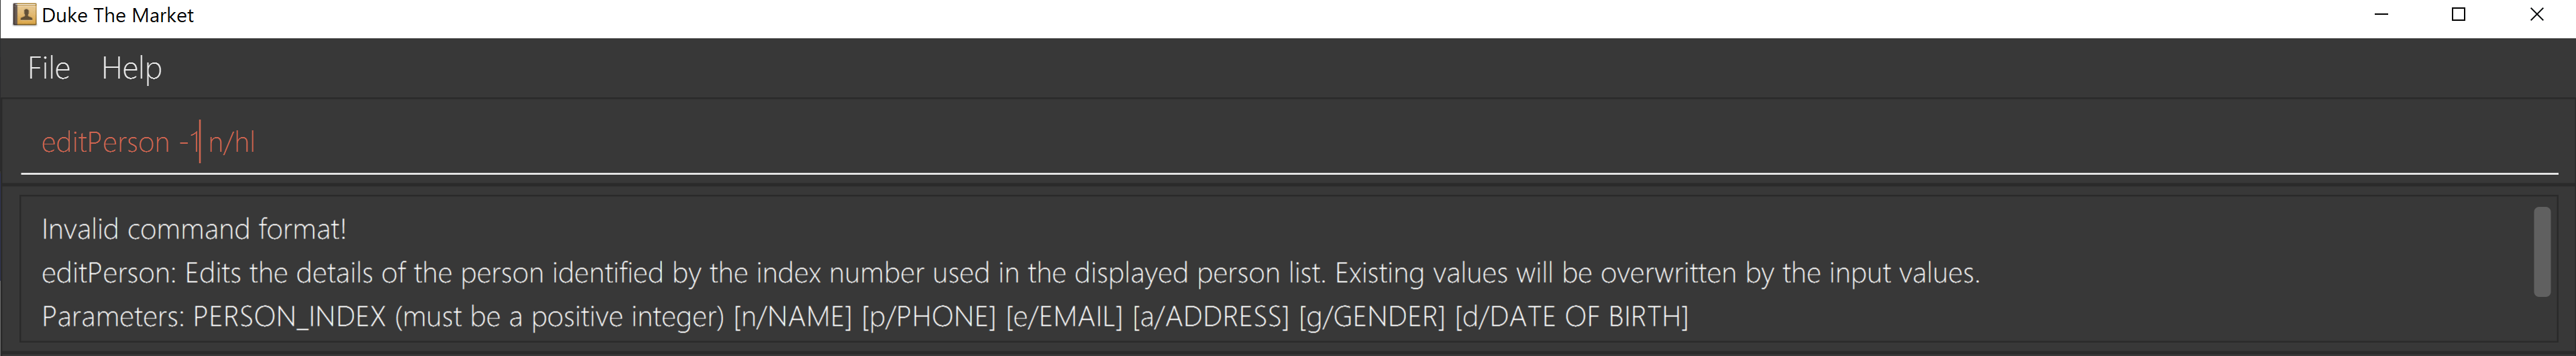 Duke The Market
File Help
editPerson -1 n/hl
Invalid command format!
editPerson: Edits the details of the person identified by the index number used in the displayed person list. Existing values will be overwritten by the input values.
Parameters: PERSON_INDEX (must be a positive integer) [n/NAME] [p/PHONE] [e/EMAIL] [a/ADDRESS] [g/GENDER] [d/DATE OF BIRTH]